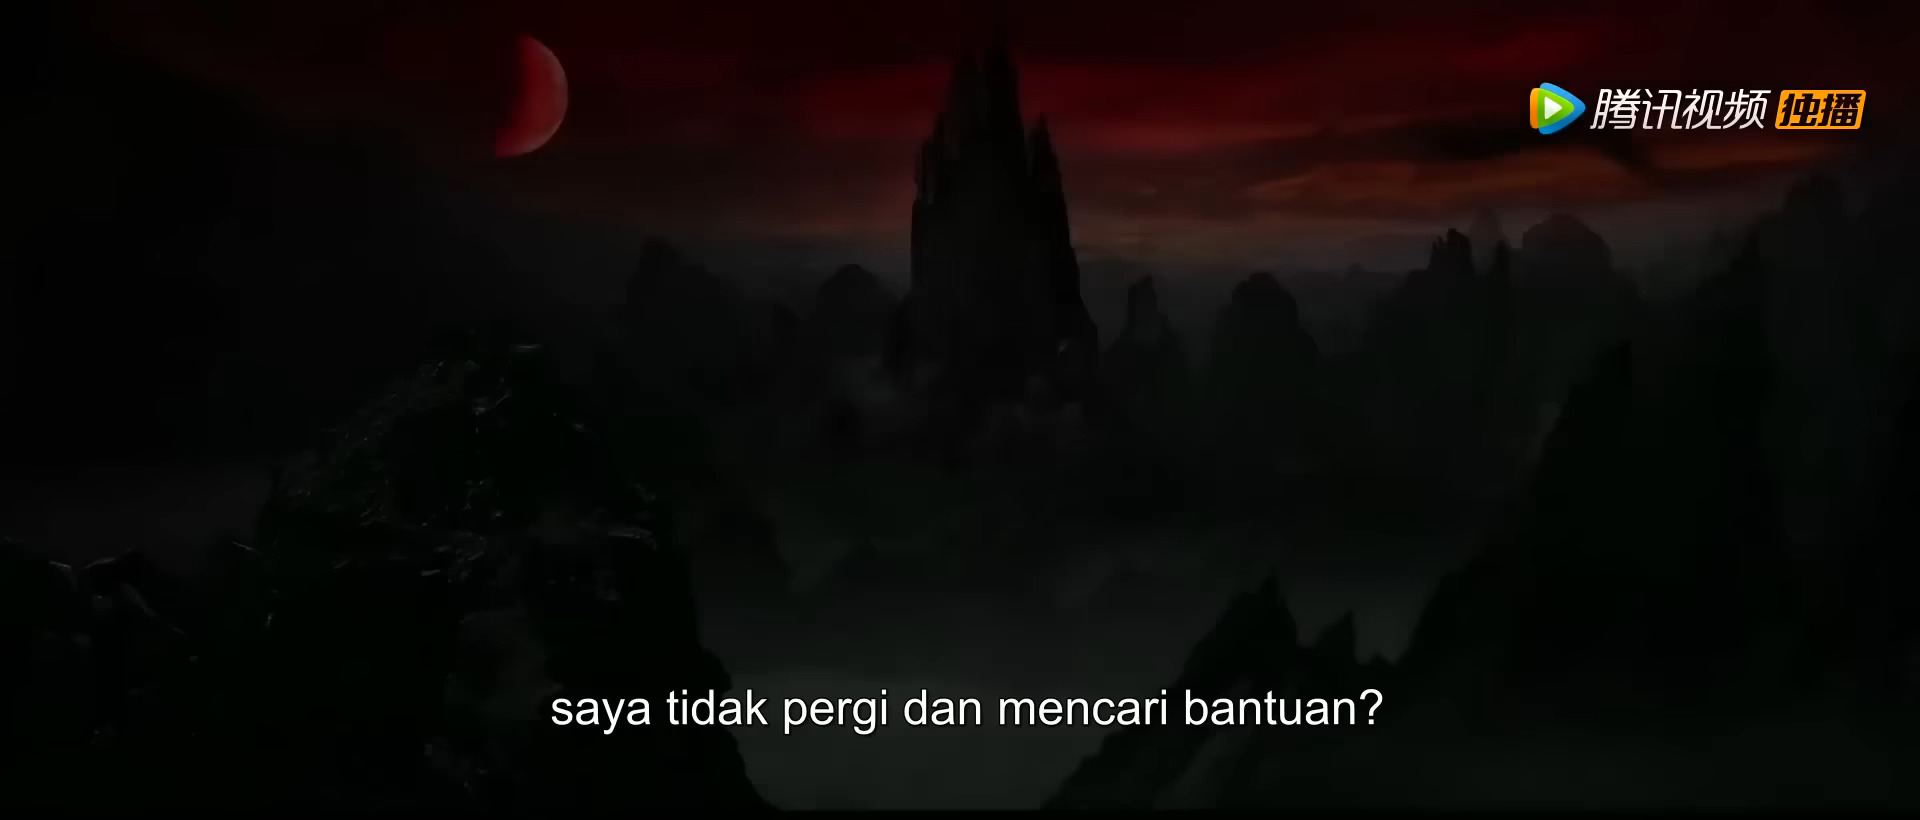 腾讯视频 独播
saya tidak pergi dan mencari bantuan?